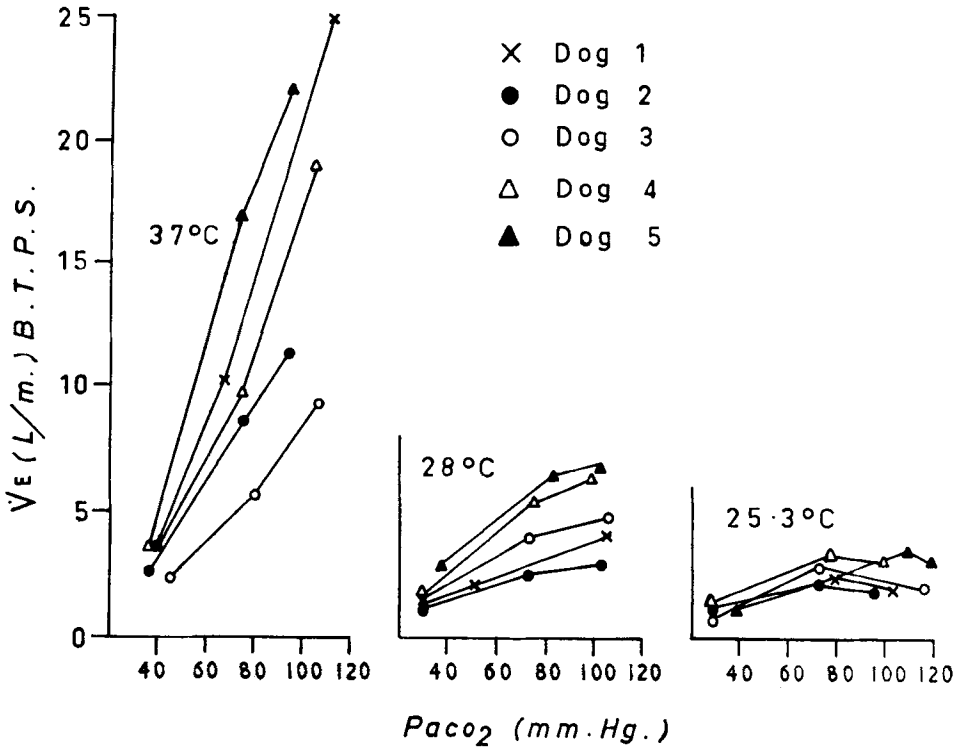 25
20
15
10
5
0
V̇E (L/m.) B.T.P.S.
37°C
× Dog 1
● Dog 2
○ Dog 3
△ Dog 4
▲ Dog 5
28°C
25·3°C
40 60 80 100 120
40 60 80 100 120
40 60 80 100 120
Paco₂ (mm.Hg.)